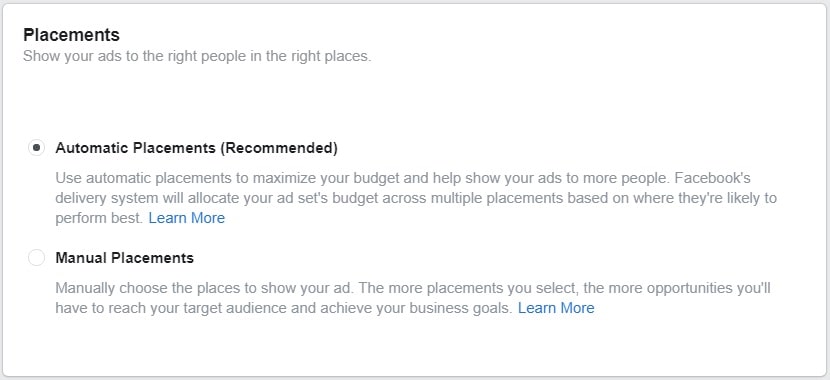 Placements
Show your ads to the right people in the right places.
Automatic Placements (Recommended)
Use automatic placements to maximize your budget and help show your ads to more people. Facebook's
delivery system will allocate your ad set's budget across multiple placements based on where they're likely to
perform best. Learn More
Manual Placements
Manually choose the places to show your ad. The more placements you select, the more opportunities you'll
have to reach your target audience and achieve your business goals. Learn More